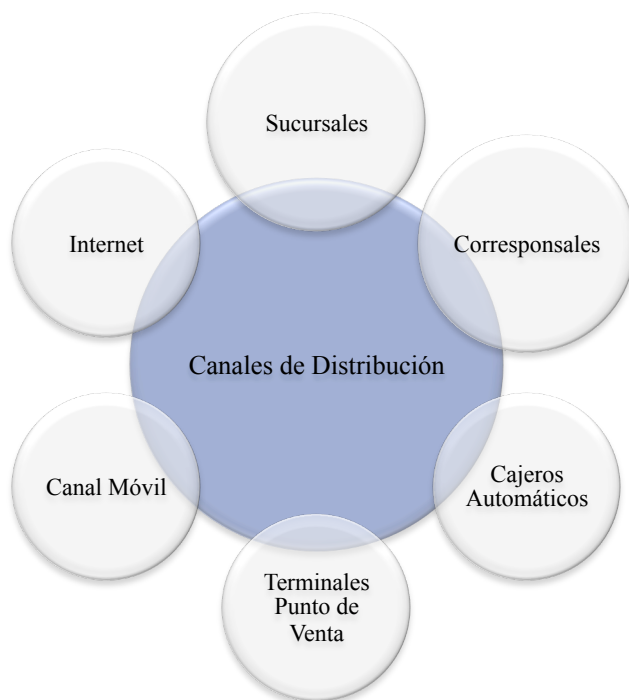 Sucursales
Internet
Corresponsales
Canales de Distribución
Canal Móvil
Cajeros
Automáticos
Terminales
Punto de
Venta